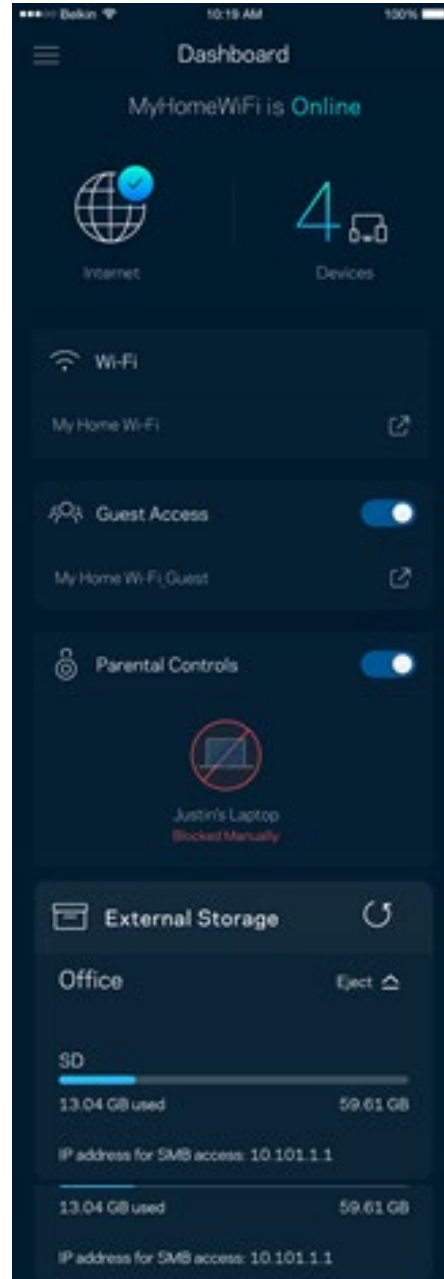 Belkin 10:19 AM 100%
Dashboard
MyHomeWiFi is Online
4
Internet Devices
Wi-Fi
My Home Wi-Fi
Guest Access
My Home Wi-Fi_Guest
Parental Controls
Justin's Laptop
Blocked Manually
External Storage
Office Eject
SD
13.04 GB used 59.61 GB
IP address for SMB access: 10.101.1.1
13.04 GB used 59.61 GB
IP address for SMB access: 10.101.1.1